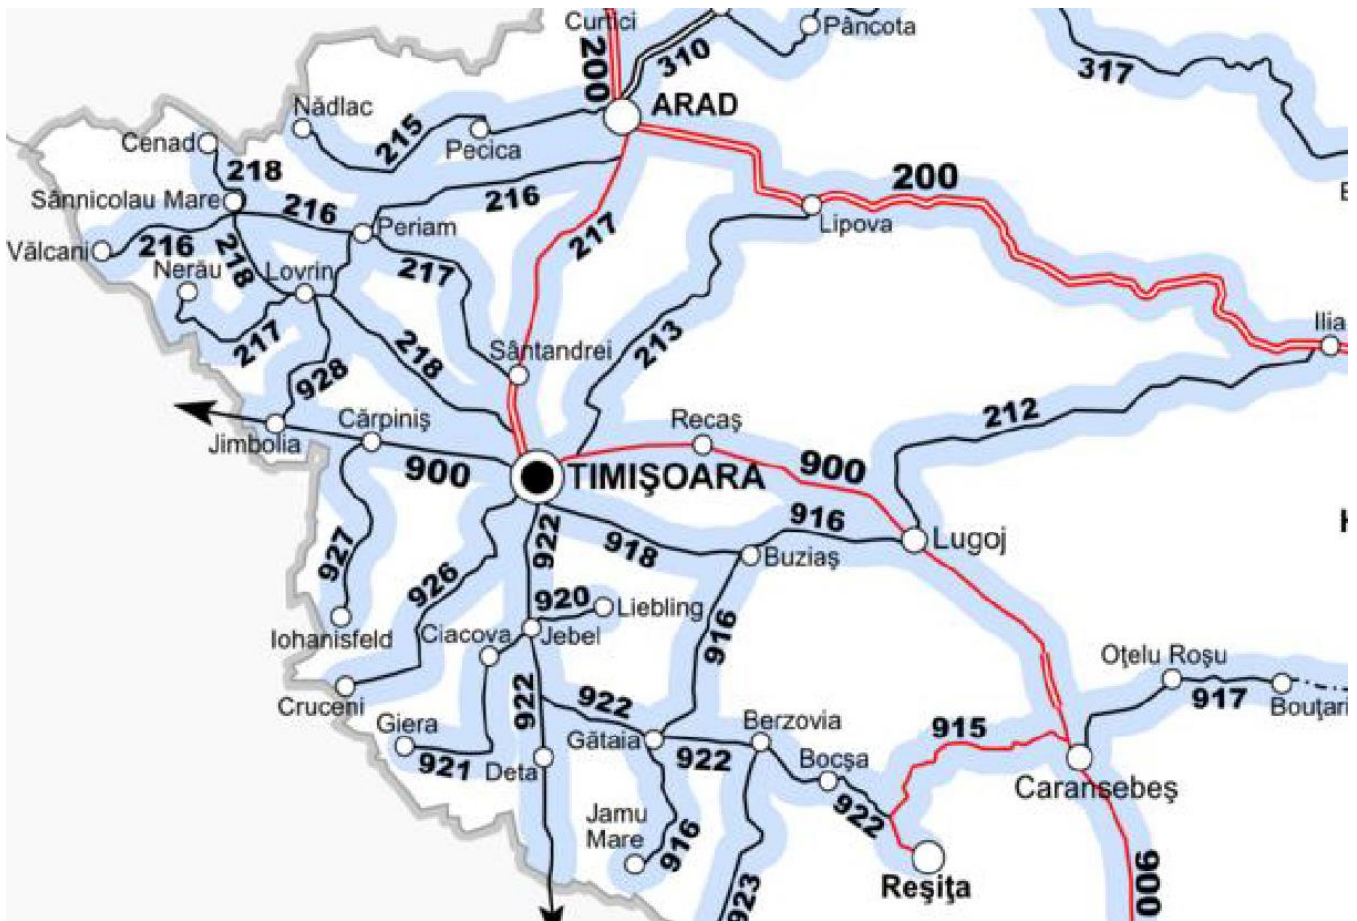 Curtici
Pâncota
200
310
317
Nădlac
ARAD
Cenad
215
Pecica
218
200
Sânnicolau Mare
216
216
Periam
Lipova
217
Vălcani
216
218
Nerău
Lovrin
217
Ilia
217
928
218
Sântandrei
213
Cărpiniș
Recaș
212
Jimbolia
900
TIMIŞOARA
900
916
922
918
Lugoj
927
926
Buziaș
920
Liebling
Iohanisfeld
Ciacova
Jebel
916
Oţelu Roşu
Cruceni
922
922
917
Bouţari
Giera
Gătaia
Berzovia
915
921
Deta
922
Bocşa
Caransebeş
Jamu
Mare
916
922
Reşiţa
923
900